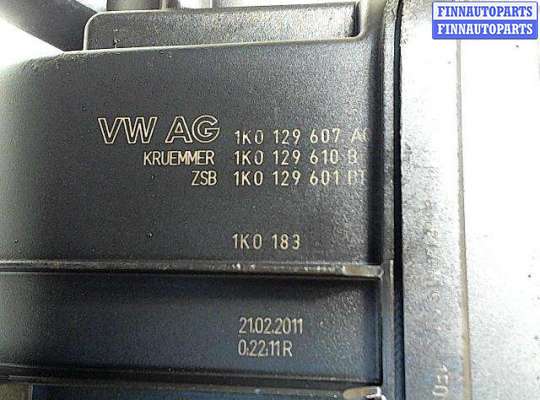 FINNAUTOPARTS
FINNAUTOPARTS
VW AG 1K0 129 607
KRUEMMER 1K0 129 610 B
ZSB 1K0 129 601
1K0 183
21.02.2011
0:22:11R